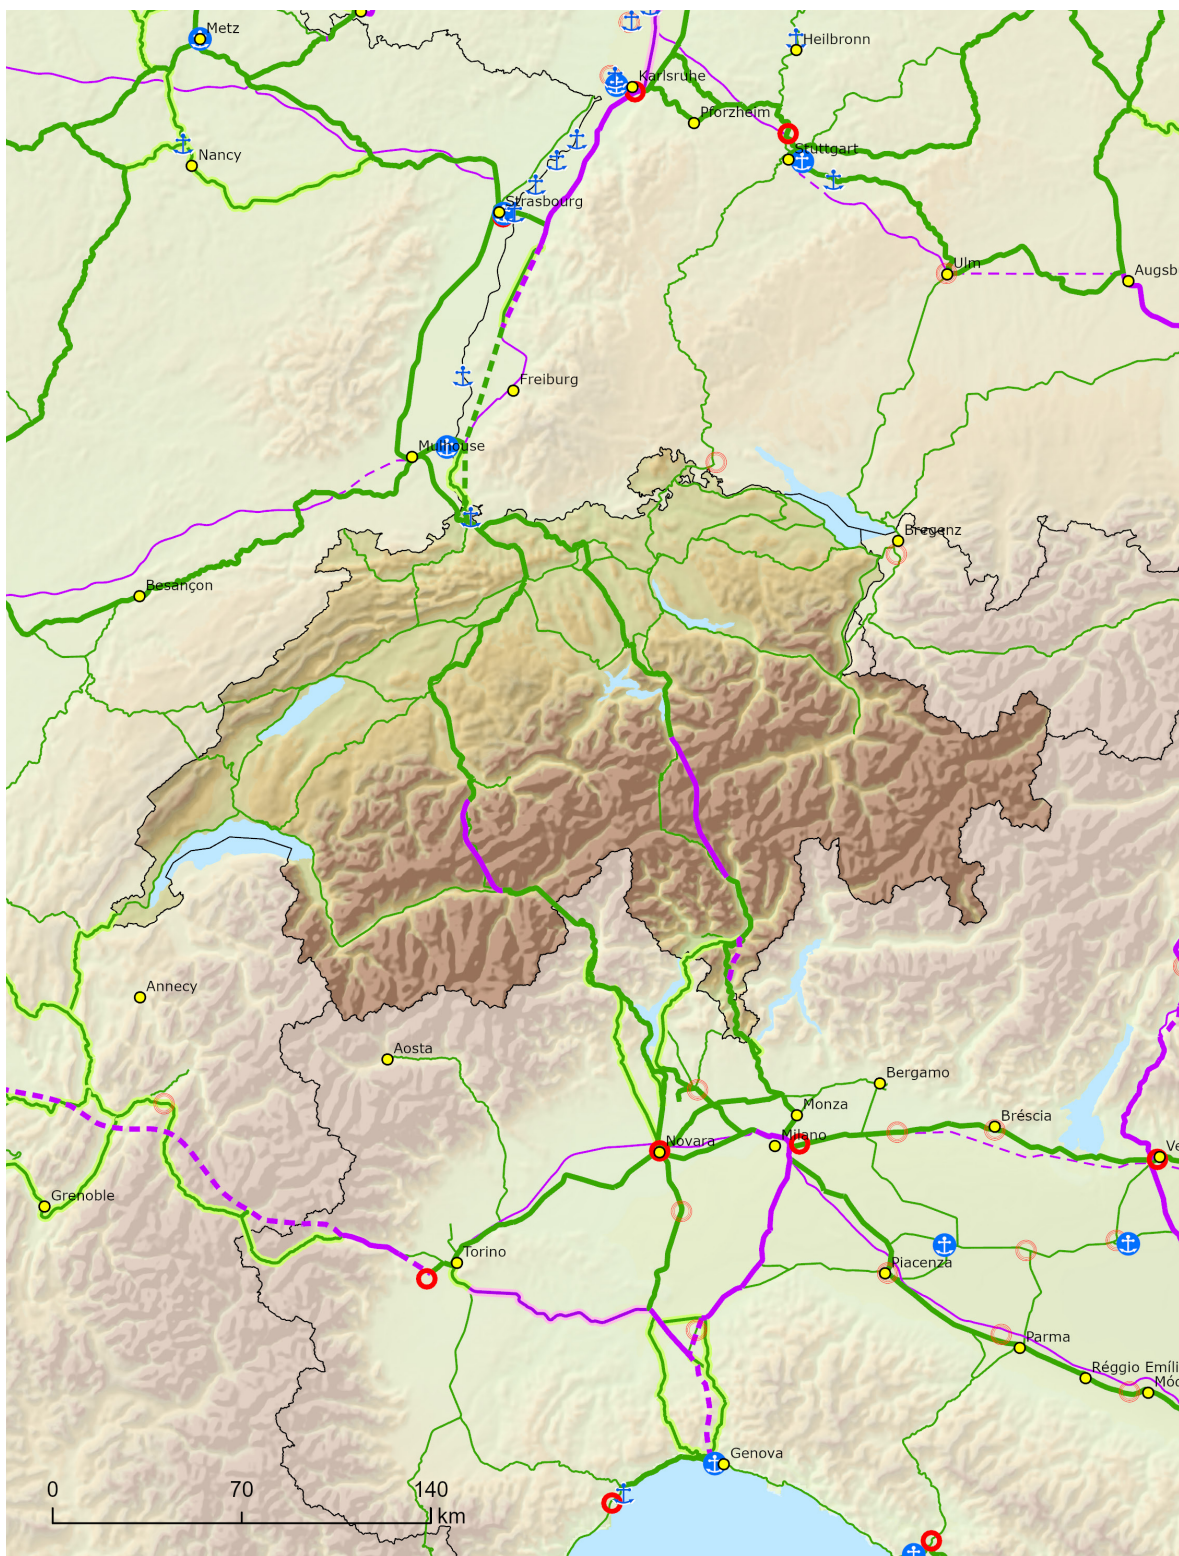 Metz
Heilbronn
Karlsruhe
Pforzheim
Stuttgart
Nancy
Strasbourg
Ulm
Augsb
Freiburg
Mulhouse
Bregenz
Besançon
Annecy
Aosta
Bergamo
Monza
Bréscia
Novara
Milano
Ve
Grenoble
Torino
Piacenza
Parma
Réggio Emíli
Móc
Genova
0 70 140
km